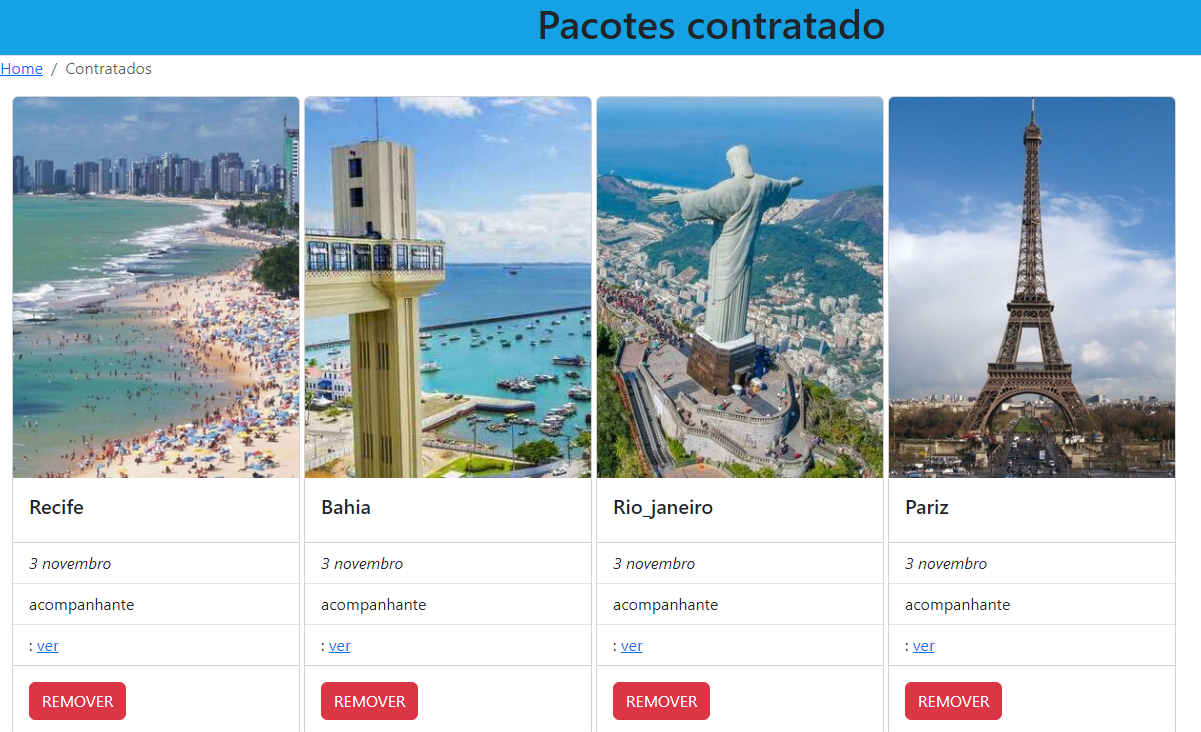 Pacotes contratado
Home / Contratados
Recife
3 novembro
acompanhante
: ver
REMOVER
Bahia
3 novembro
acompanhante
: ver
REMOVER
Rio_janeiro
3 novembro
acompanhante
: ver
REMOVER
Pariz
3 novembro
acompanhante
: ver
REMOVER